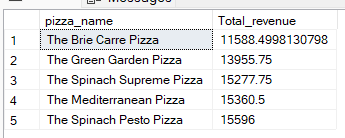 Messages
pizza_name Total_revenue
1 The Brie Carre Pizza 11588.4998130798
2 The Green Garden Pizza 13955.75
3 The Spinach Supreme Pizza 15277.75
4 The Mediterranean Pizza 15360.5
5 The Spinach Pesto Pizza 15596